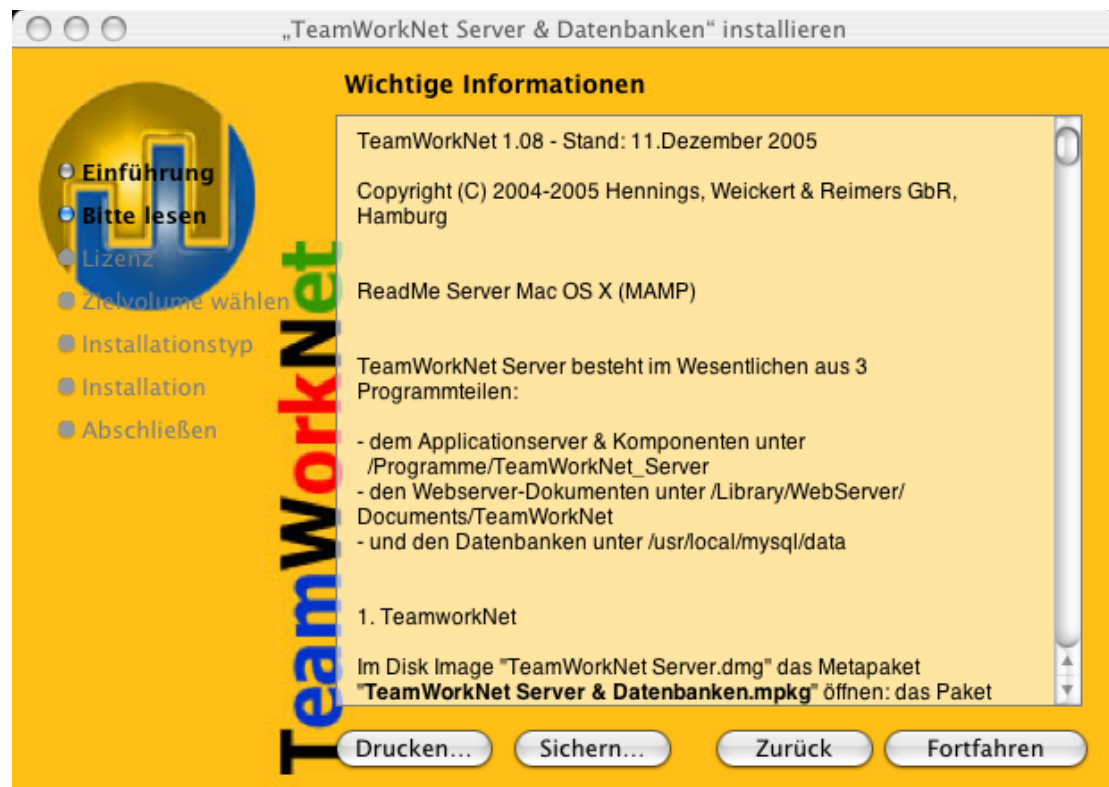 „TeamWorkNet Server & Datenbanken“ installieren
Wichtige Informationen
Einführung
Bitte lesen
Lizenz
Zielvolume wählen
Installationstyp
Installation
Abschließen
TeamWorkNet
TeamWorkNet 1.08 - Stand: 11.Dezember 2005
Copyright (C) 2004-2005 Hennings, Weickert & Reimers GbR,
Hamburg
ReadMe Server Mac OS X (MAMP)
TeamWorkNet Server besteht im Wesentlichen aus 3
Programmteilen:
- dem Applicationserver & Komponenten unter
/Programme/TeamWorkNet_Server
- den Webserver-Dokumenten unter /Library/WebServer/
Documents/TeamWorkNet
- und den Datenbanken unter /usr/local/mysql/data
1. TeamworkNet
Im Disk Image "TeamWorkNet Server.dmg" das Metapaket
"TeamWorkNet Server & Datenbanken.mpkg" öffnen: das Paket
Drucken...
Sichern...
Zurück
Fortfahren